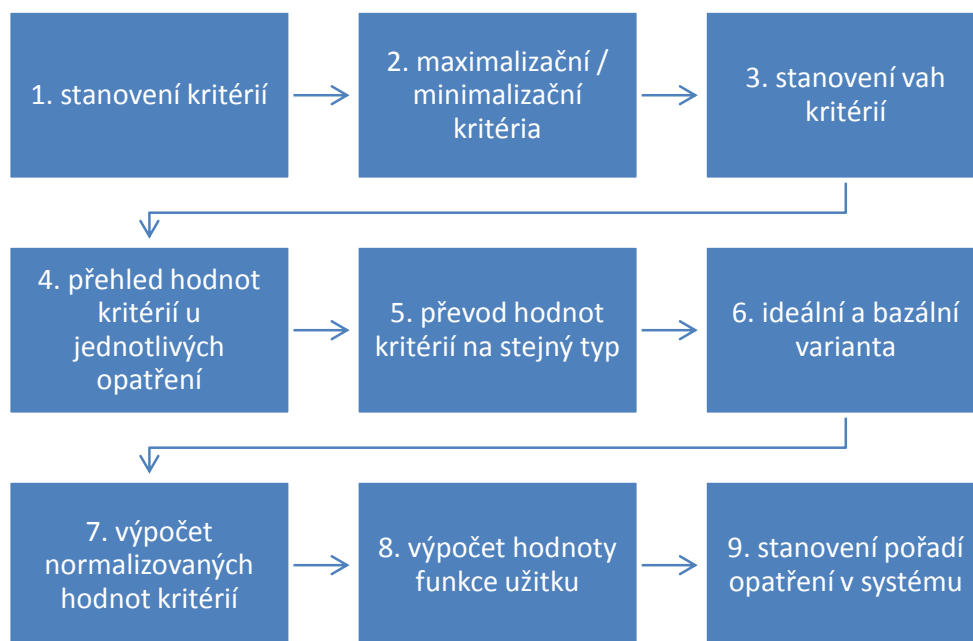 1. stanovení kritérií
2. maximalizační /
minimalizační
kritéria
3. stanovení vah
kritérií
4. přehled hodnot
kritérií u
jednotlivých
opatření
5. převod hodnot
kritérií na stejný typ
6. ideální a bazální
varianta
7. výpočet
normalizovaných
hodnot kritérií
8. výpočet hodnoty
funkce užitku
9. stanovení pořadí
opatření v systému